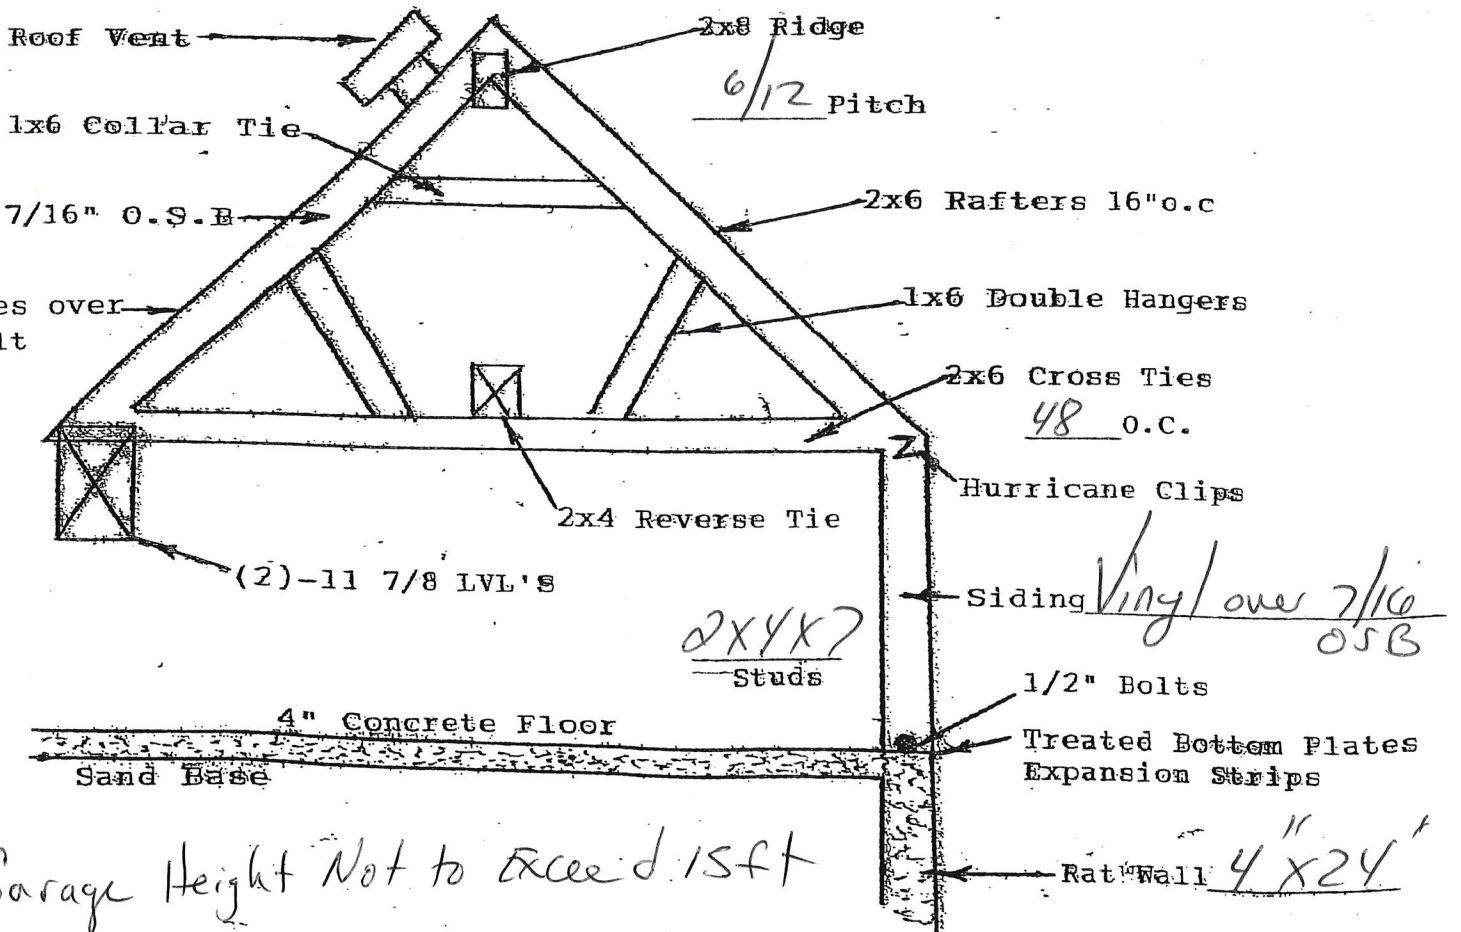 Roof Vent
2x8 Ridge
6/12 Pitch
1x6 Collar Tie
7/16" O.S.B
2x6 Rafters 16"o.c
es over
lt
1x6 Double Hangers
2x6 Cross Ties
48 O.C.
Hurricane Clips
2x4 Reverse Tie
(2)-11 7/8 LVL'S
Siding Vinyl over 7/16
OSB
2x4x7
Studs
1/2" Bolts
4" Concrete Floor
Treated Bottom Plates
Expansion Strips
Sand Base
Garage Height Not to Exceed 15ft
Rat Wall 4" x 24"